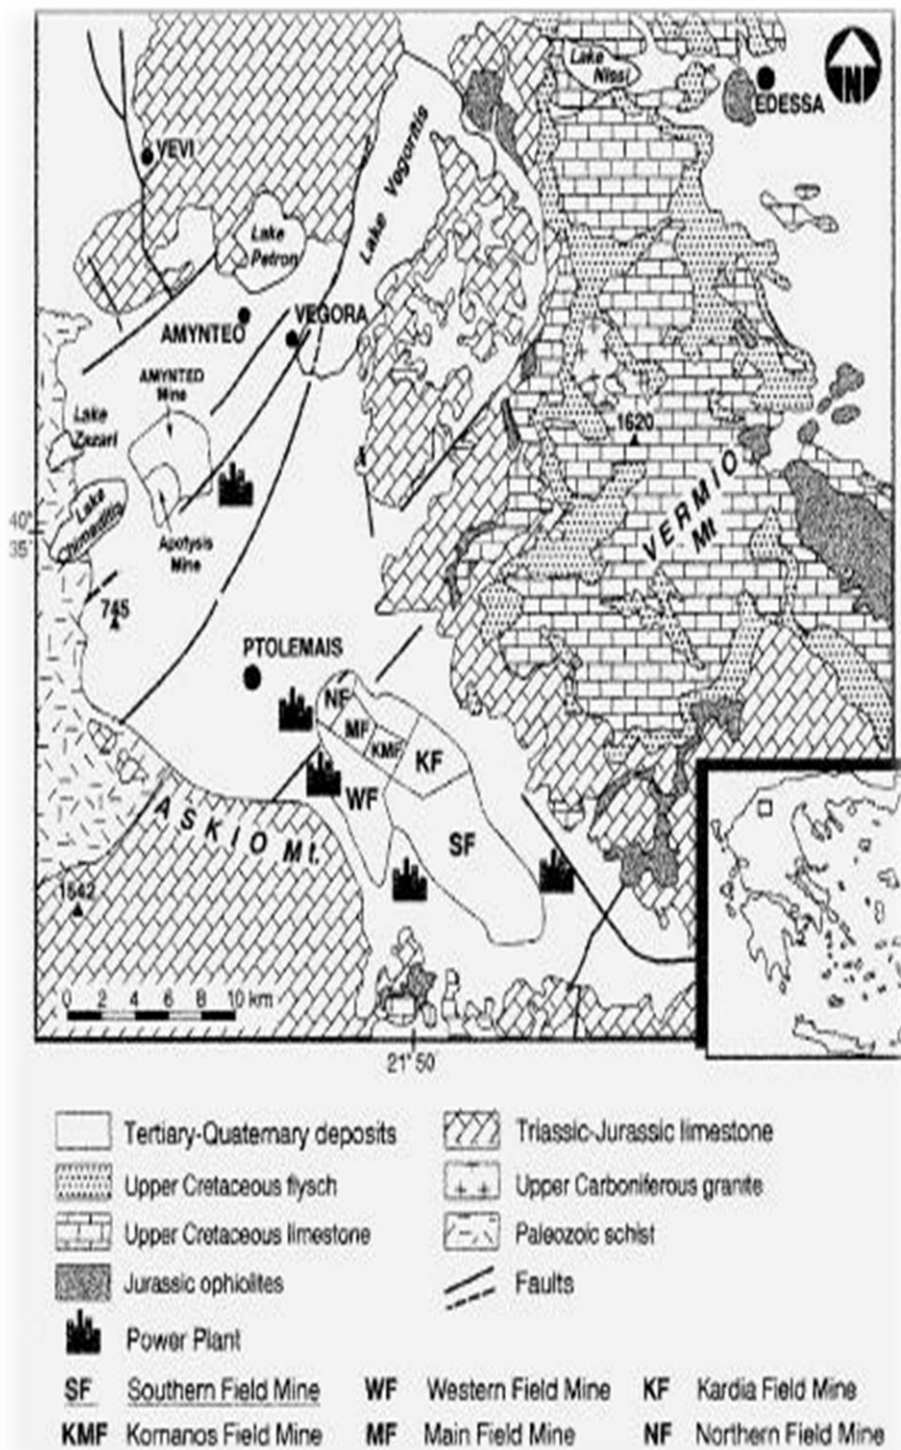 Lake
Nissi
NF
EDESSA
VEVI
Lake Vegoritis
Lake
Petron
VEGORA
AMYNTEO
AMYNTEO
Mine
Lake
Zazari
1620
VERMIO
Mt
Lake
Chimaditis
40°
35'
Apofysis
Mine
745
PTOLEMAIS
NF
MF
KMF
KF
WF
SF
ASKIO Mt.
1642
0 2 4 6 8 10 km
21° 50'
Tertiary-Quaternary deposits
Triassic-Jurassic limestone
Upper Cretaceous flysch
Upper Carboniferous granite
Upper Cretaceous limestone
Paleozoic schist
Jurassic ophiolites
Faults
Power Plant
SF Southern Field Mine WF Western Field Mine KF Kardia Field Mine
KMF Komanos Field Mine MF Main Field Mine NF Northern Field Mine